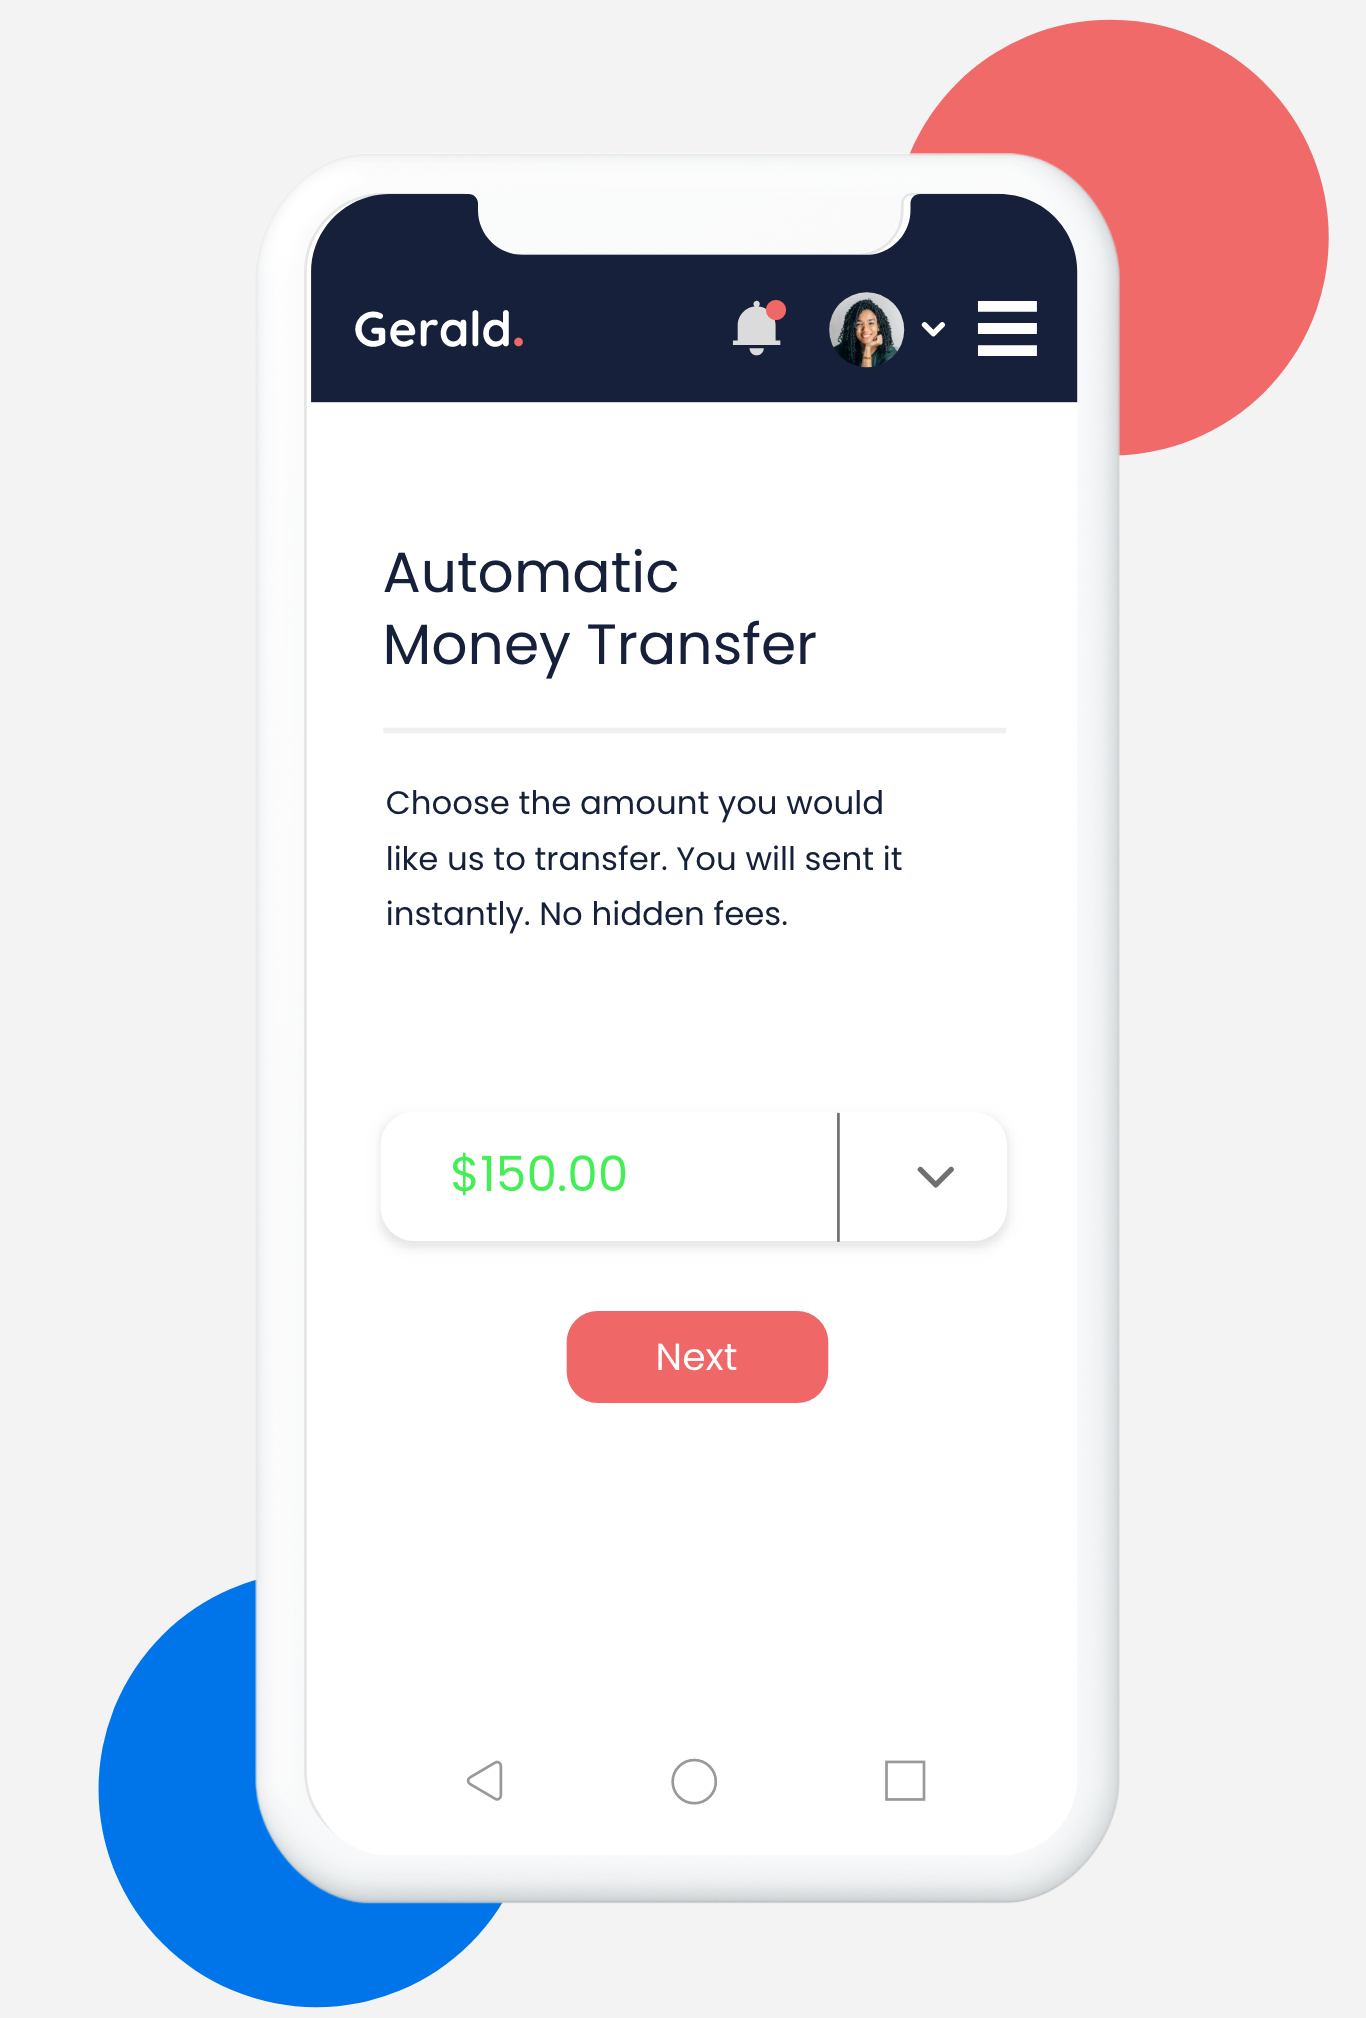 Gerald.
Automatic
Money Transfer
Choose the amount you would
like us to transfer. You will sent it
instantly. No hidden fees.
$150.00
Next